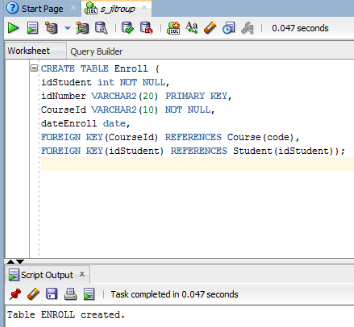 Start Page × s_jltroup ×
0.047 seconds
Worksheet Query Builder
CREATE TABLE Enroll (
idStudent int NOT NULL,
idNumber VARCHAR2(20) PRIMARY KEY,
CourseId VARCHAR2(10) NOT NULL,
dateEnroll date,
FOREIGN KEY(CourseId) REFERENCES Course(code),
FOREIGN KEY(idStudent) REFERENCES Student(idStudent));
Script Output ×
Task completed in 0.047 seconds
Table ENROLL created.